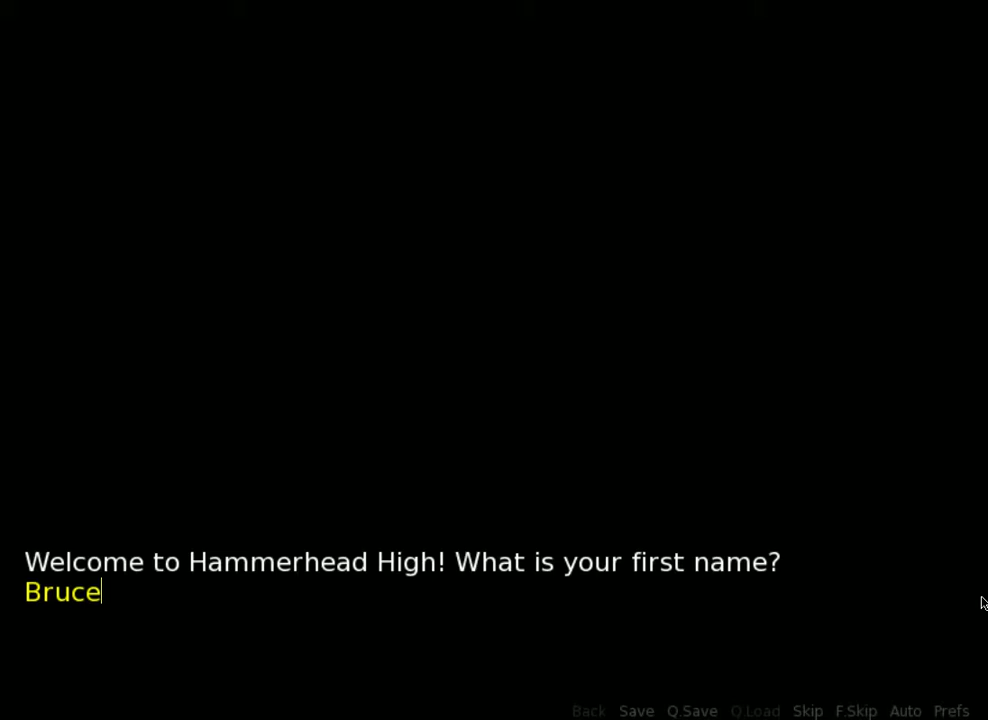 Welcome to Hammerhead High! What is your first name?
Bruce
Back Save Q.Save Q.Load Skip F.Skip Auto Prefs